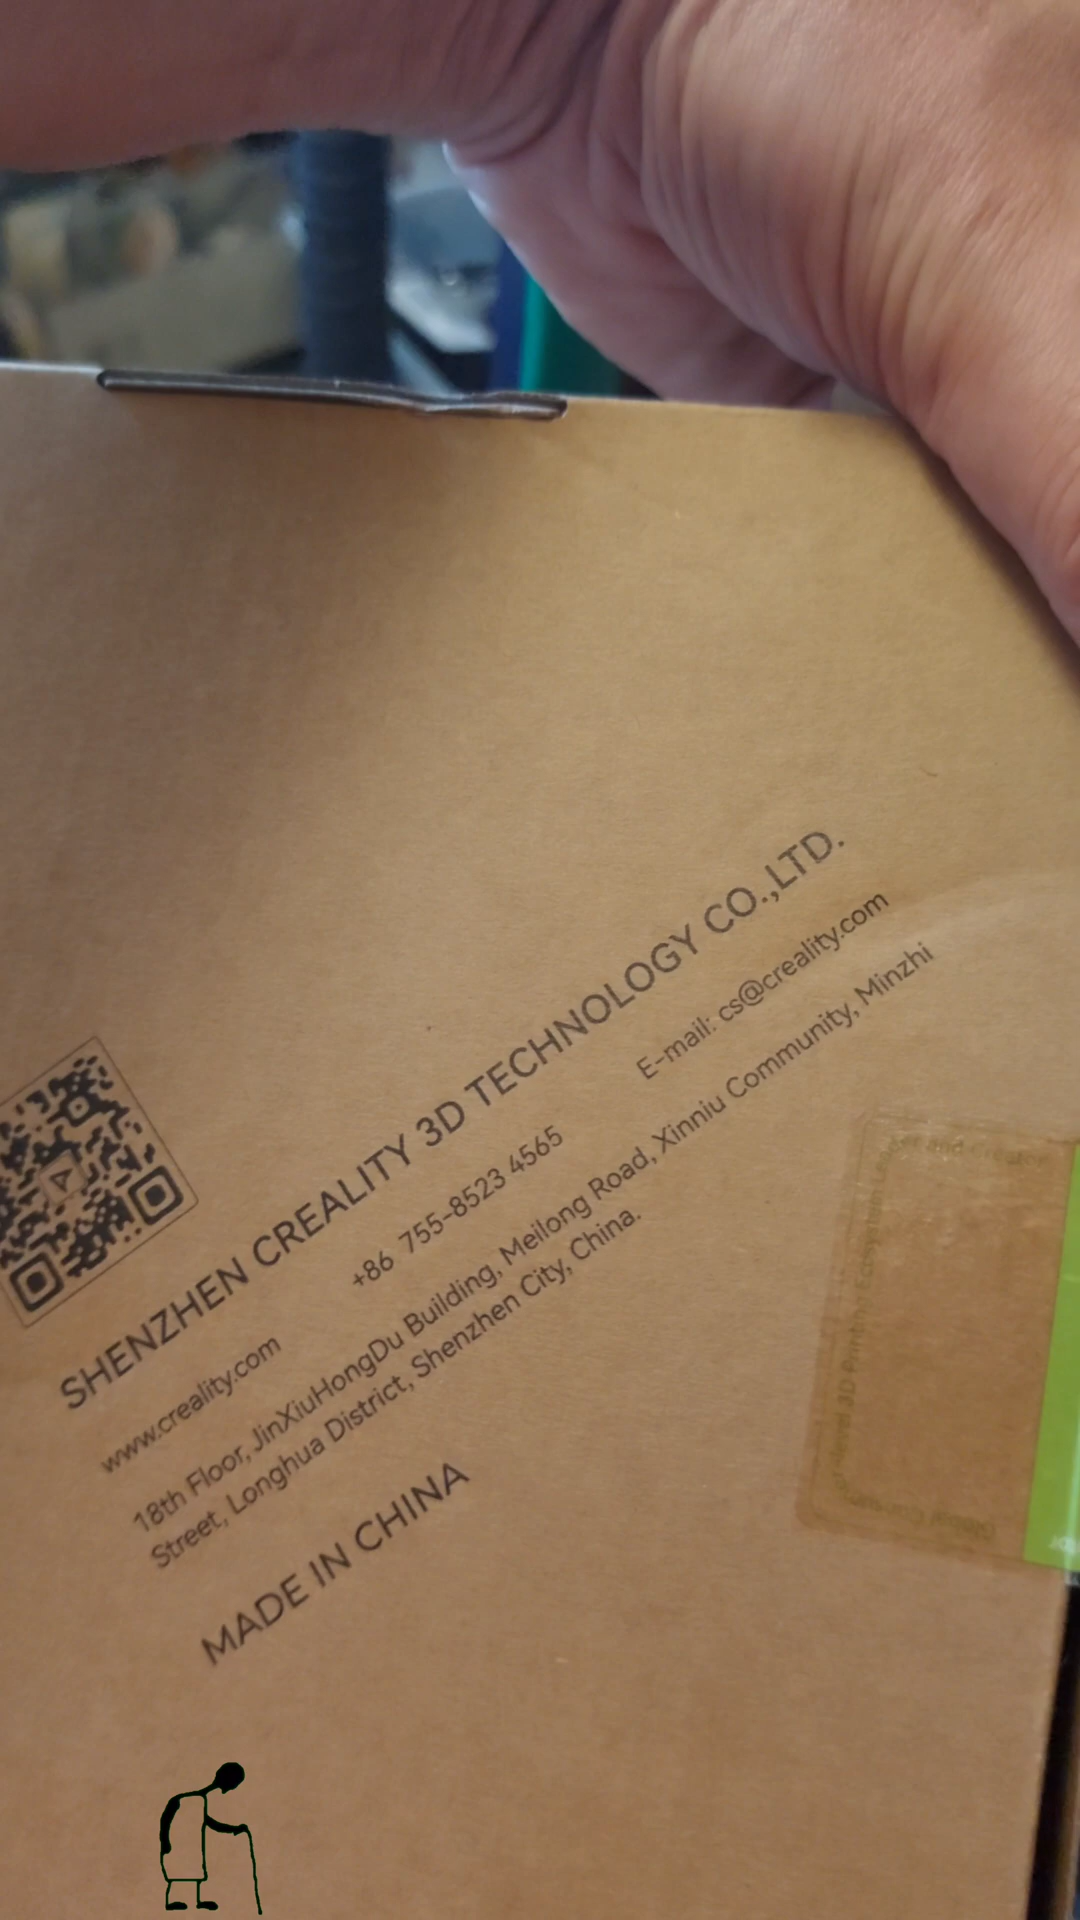 SHENZHEN CREALITY 3D TECHNOLOGY CO.,LTD.
www.creality.com +86 755-8523 4565 E-mail: cs@creality.com
18th Floor, JinXiuHongDu Building, Meilong Road, Xinniu Community, Minzhi
Street, Longhua District, Shenzhen City, China.
MADE IN CHINA